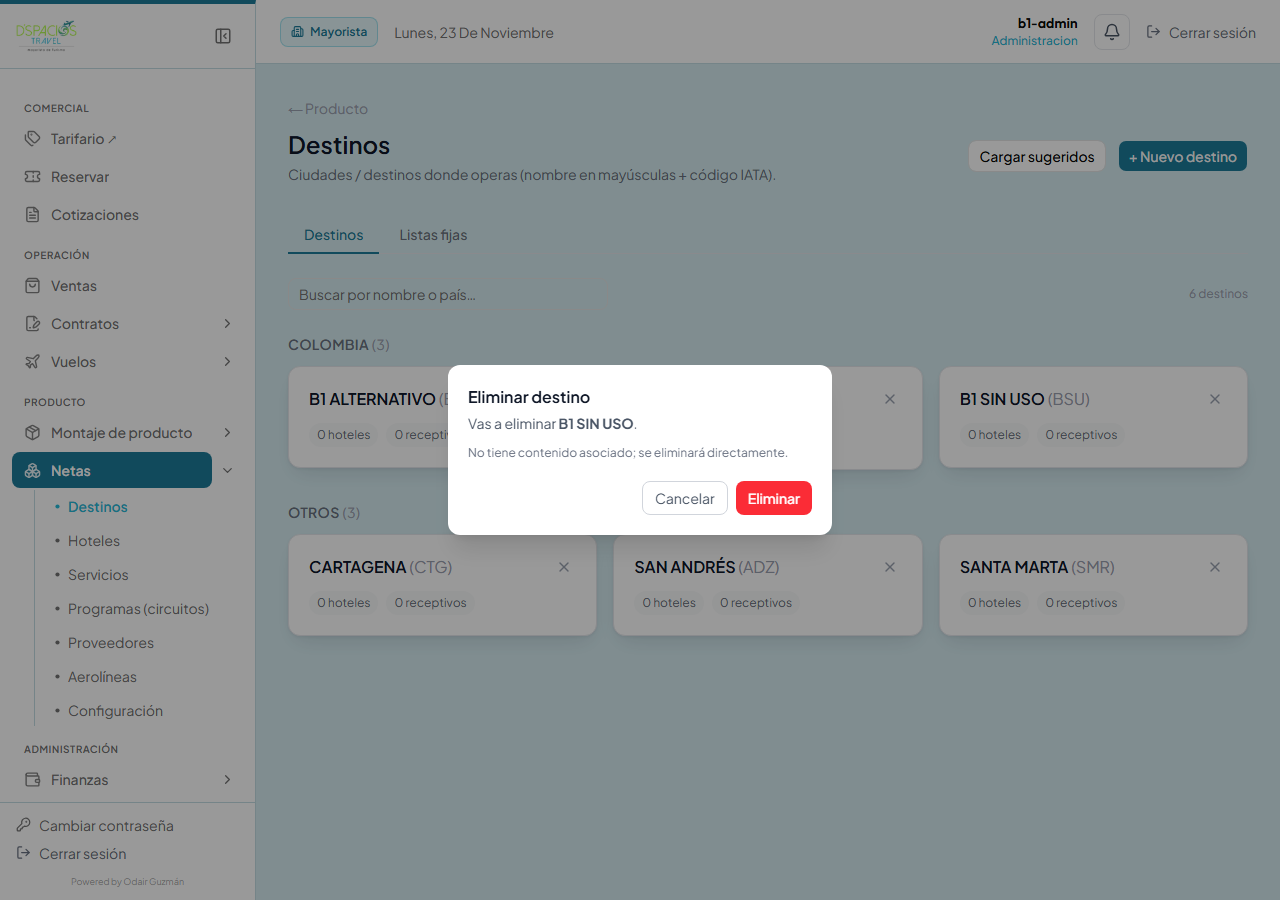 D'SPACIOS
TRAVEL
Mayorista
Lunes, 23 De Noviembre
b1-admin
Administracion
Cerrar sesión
COMERCIAL
Tarifario ↗
Reservar
Cotizaciones
OPERACIÓN
Ventas
Contratos
Vuelos
PRODUCTO
Montaje de producto
Netas
• Destinos
• Hoteles
• Servicios
• Programas (circuitos)
• Proveedores
• Aerolíneas
• Configuración
ADMINISTRACIÓN
Finanzas
Cambiar contraseña
Cerrar sesión
Powered by Odair Guzmán
← Producto
Destinos
Ciudades / destinos donde operas (nombre en mayúsculas + código IATA).
Cargar sugeridos
+ Nuevo destino
Destinos
Listas fijas
Buscar por nombre o país…
6 destinos
COLOMBIA (3)
B1 ALTERNATIVO
0 hoteles
B1 SIN USO (BSU)
0 hoteles
0 receptivos
Eliminar destino
Vas a eliminar B1 SIN USO.
No tiene contenido asociado; se eliminará directamente.
Cancelar
Eliminar
OTROS (3)
CARTAGENA (CTG)
0 hoteles
0 receptivos
SAN ANDRÉS (ADZ)
0 hoteles
0 receptivos
SANTA MARTA (SMR)
0 hoteles
0 receptivos